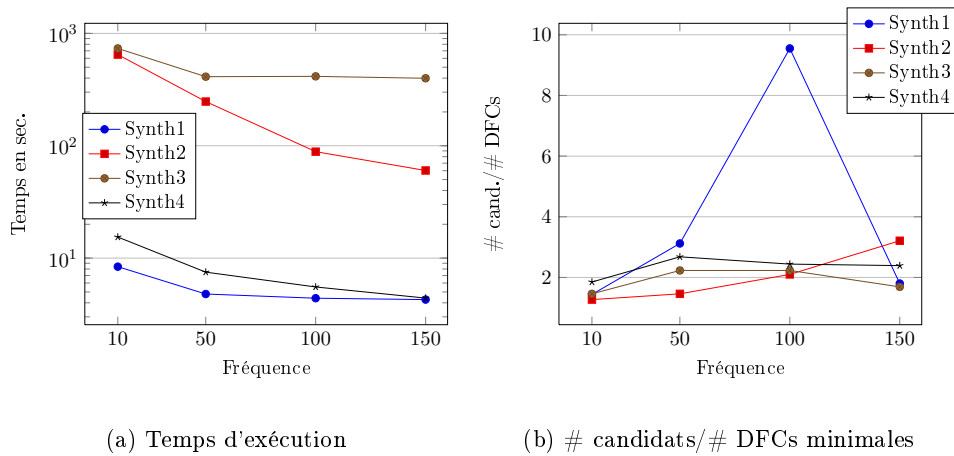 10³
10²
10¹
Temps en sec.
Synth1
Synth2
Synth3
Synth4
10 50 100 150
Fréquence
(a) Temps d'exécution
10
8
6
4
2
# cand./# DFCs
Synth1
Synth2
Synth3
Synth4
10 50 100 150
Fréquence
(b) # candidats/# DFCs minimales